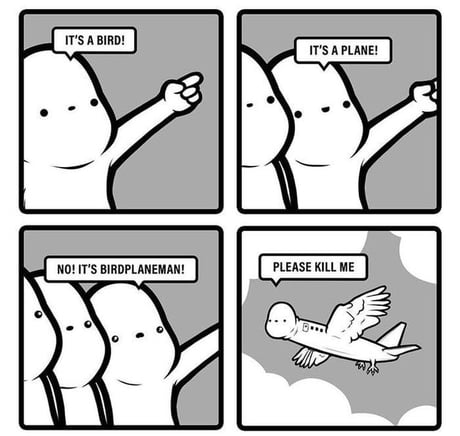 IT'S A BIRD!
IT'S A PLANE!
NO! IT'S BIRDPLANEMAN!
PLEASE KILL ME